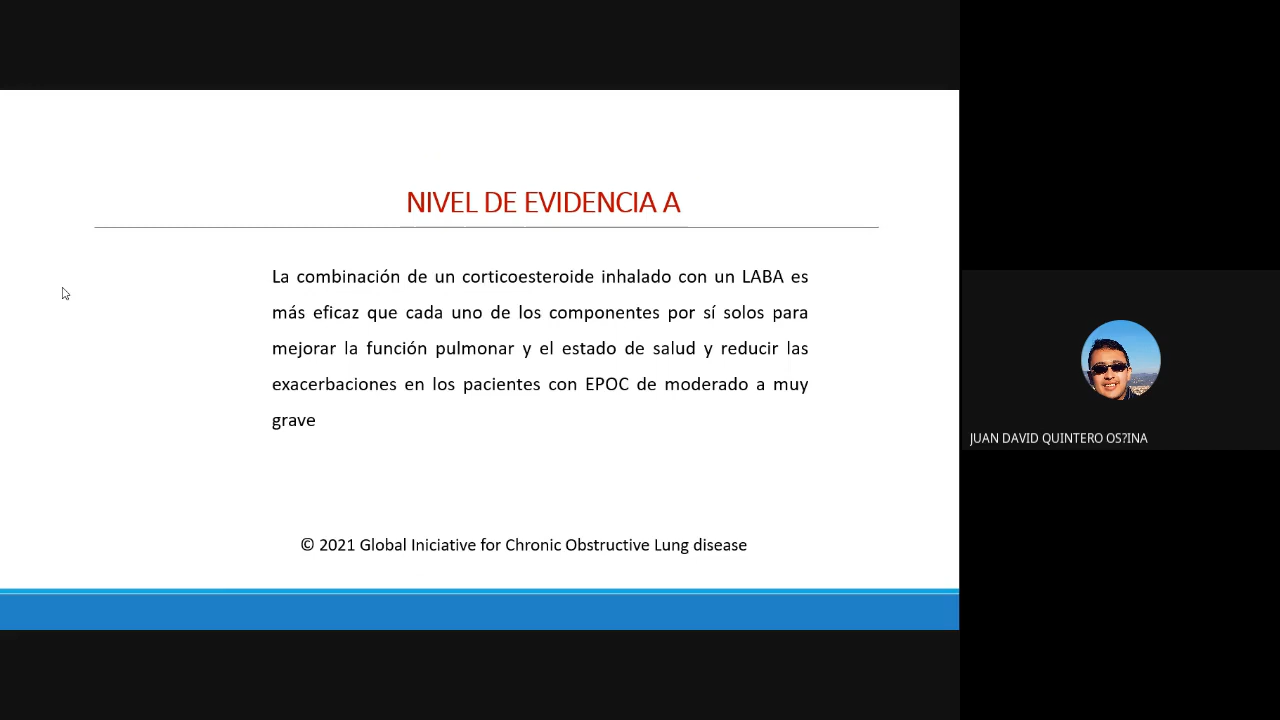 NIVEL DE EVIDENCIA A
La combinación de un corticoesteroide inhalado con un LABA es
más eficaz que cada uno de los componentes por sí solos para
mejorar la función pulmonar y el estado de salud y reducir las
exacerbaciones en los pacientes con EPOC de moderado a muy
grave
© 2021 Global Iniciative for Chronic Obstructive Lung disease
JUAN DAVID QUINTERO OS?INA